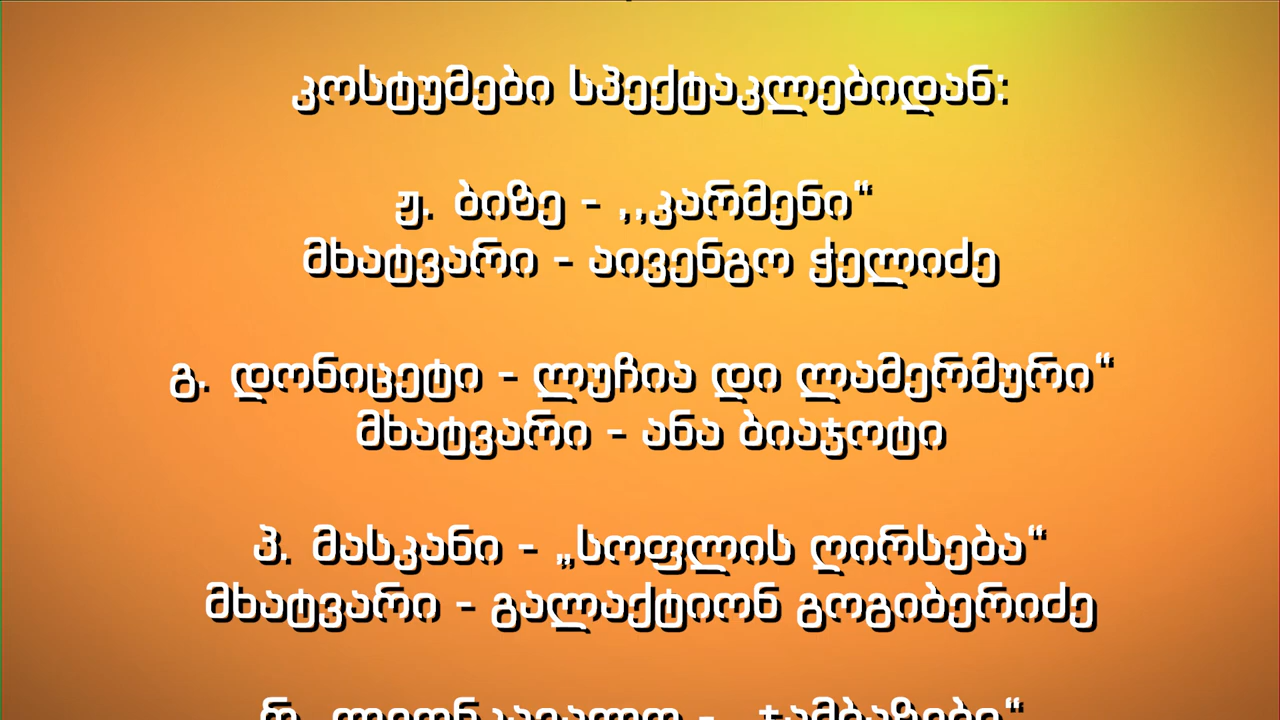 კოსტუმები სპექტაკლებიდან:
ჟ. ბიზე - ,,კარმენი“
მხატვარი - აივენგო ჭელიძე
გ. დონიცეტი - ლუჩია დი ლამერმური“
მხატვარი - ანა ბიაჯოტი
პ. მასკანი - „სოფლის ღირსება“
მხატვარი - გალაქტიონ გოგიბერიძე